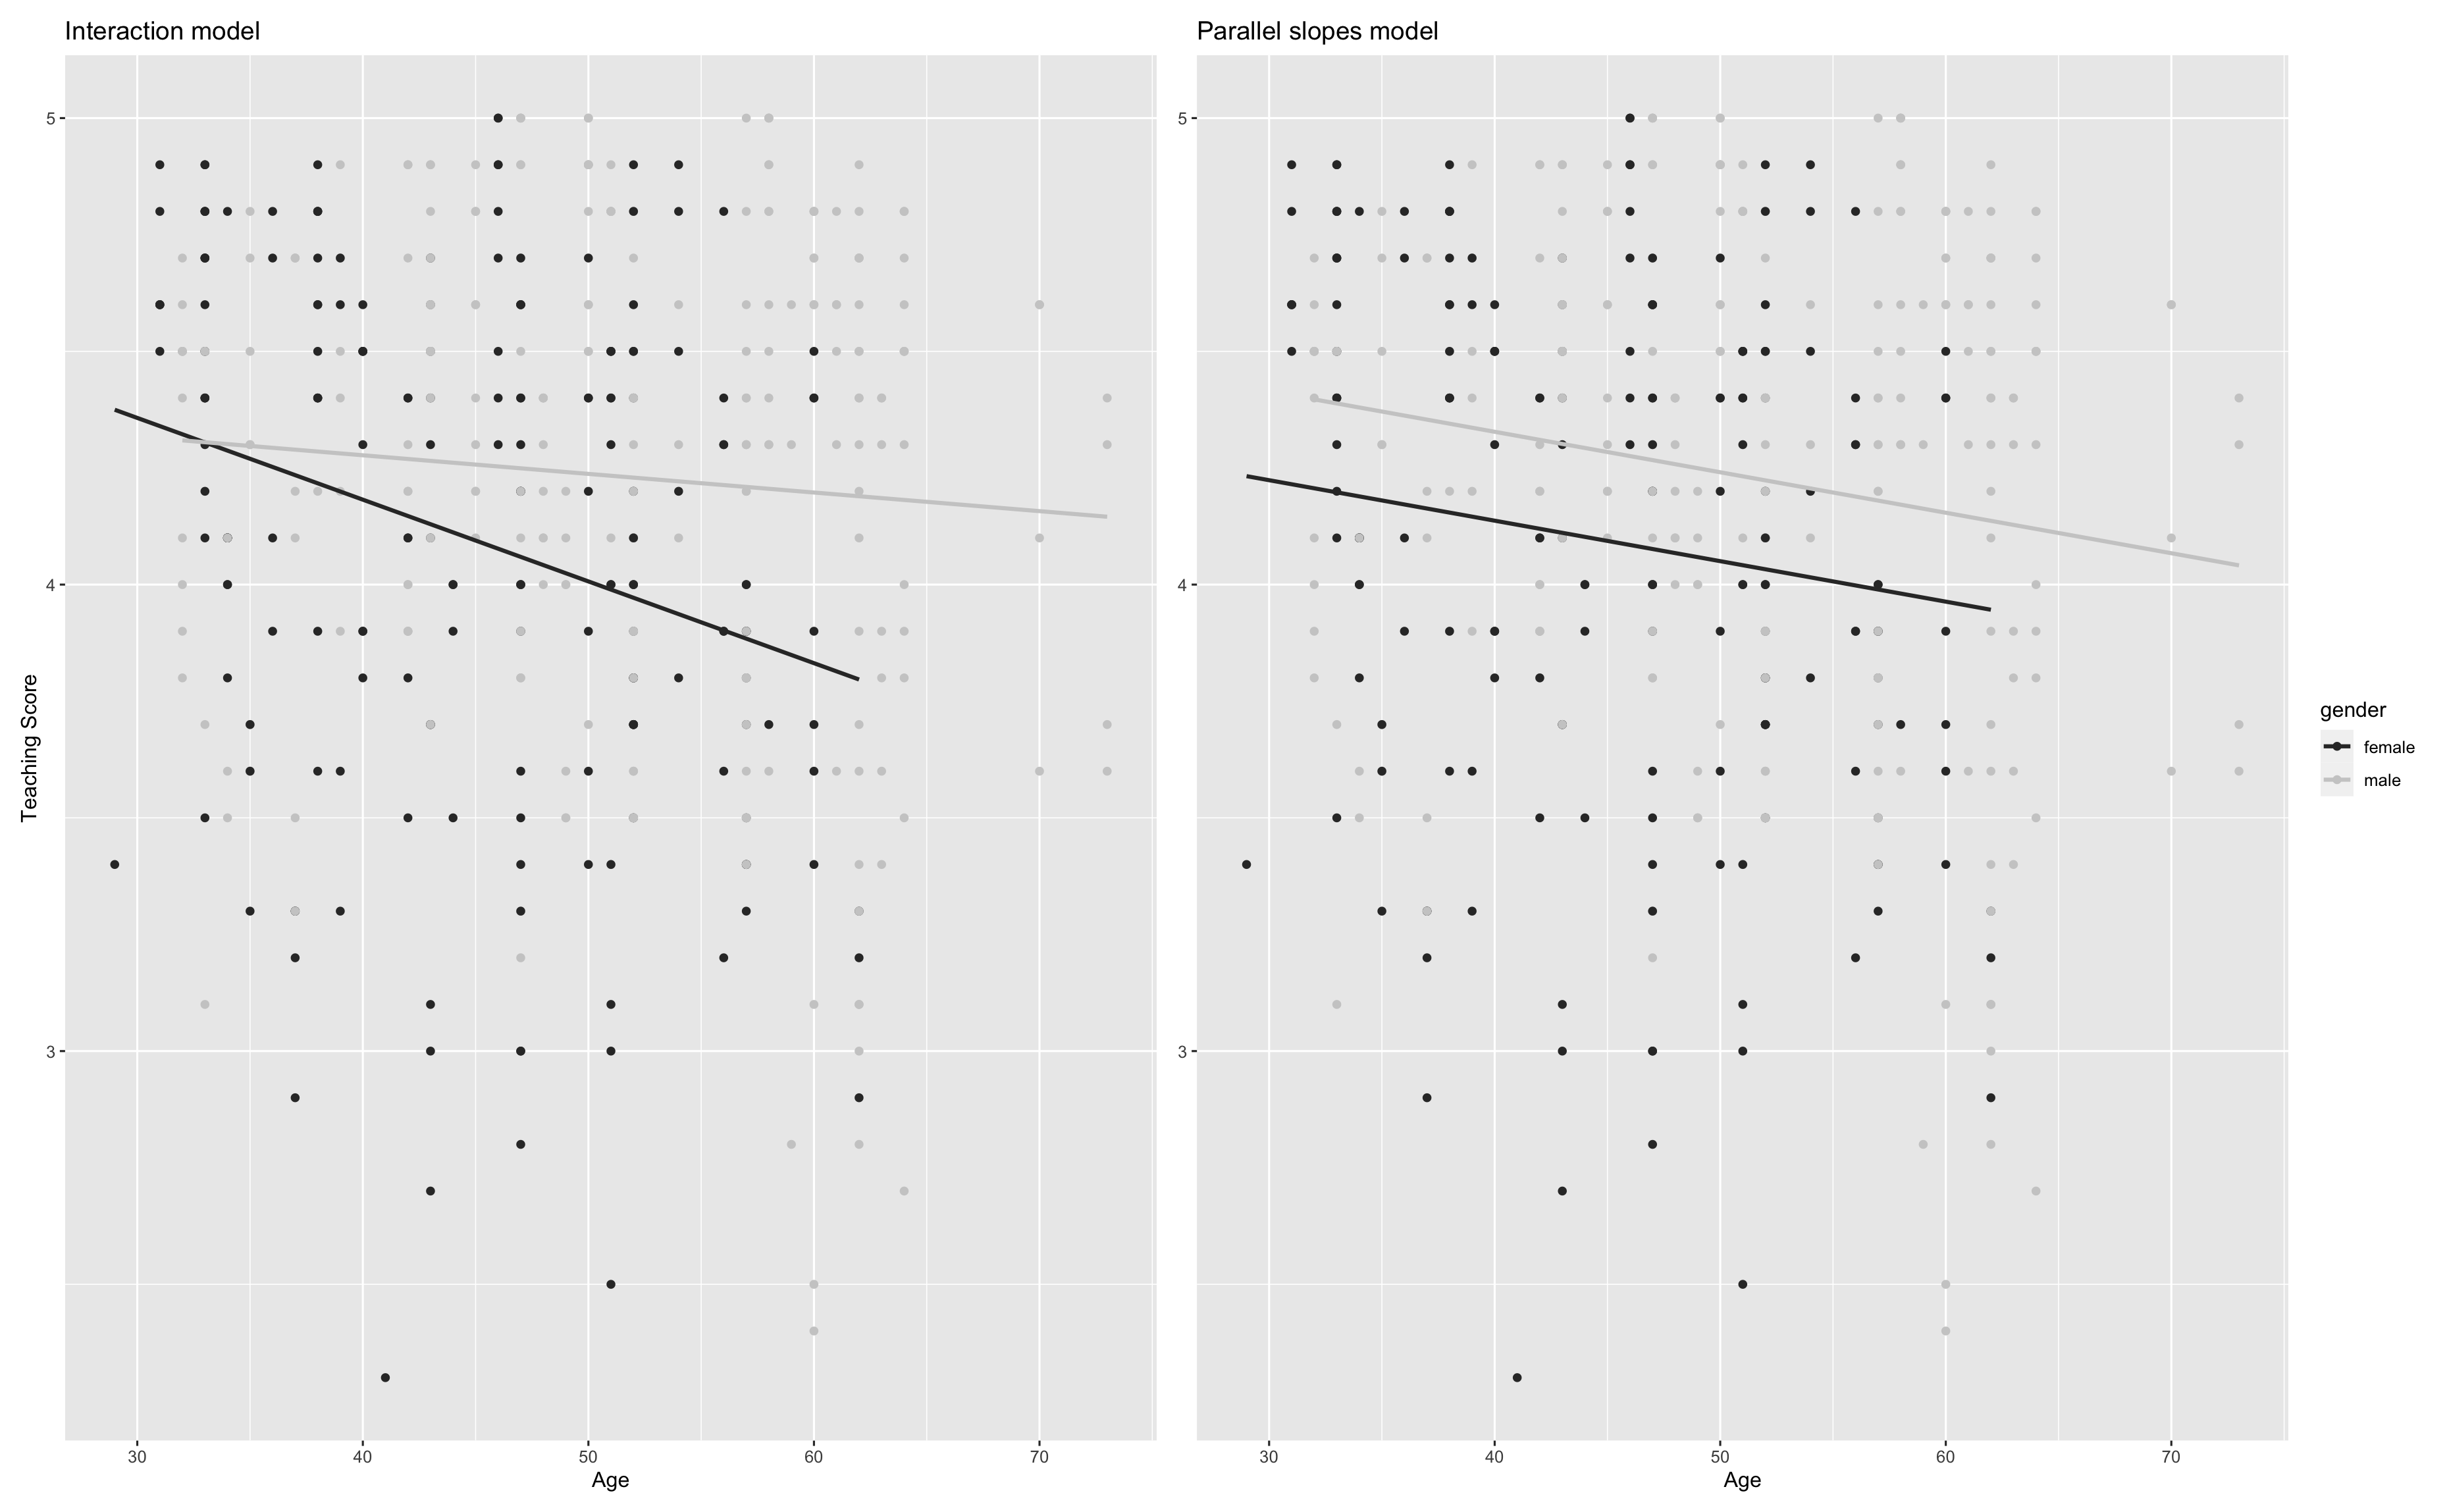 Interaction model
Parallel slopes model
Teaching Score
5
4
3
30 40 50 60 70
Age
5
4
3
30 40 50 60 70
Age
gender
female
male